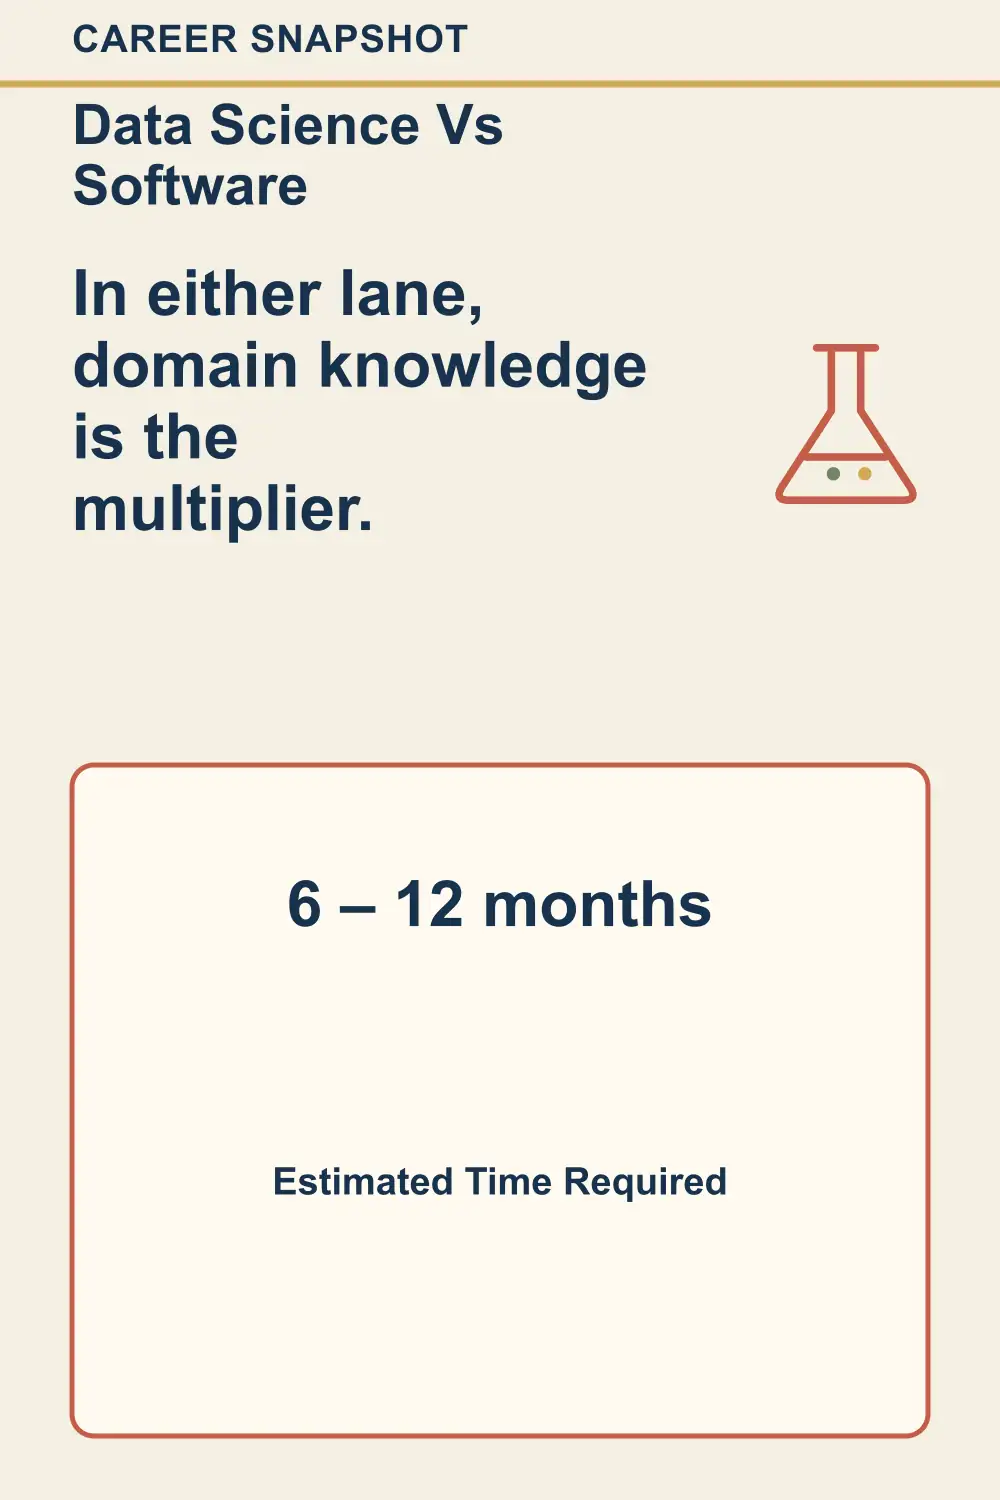 CAREER SNAPSHOT
Data Science Vs
Software
In either lane,
domain knowledge
is the
multiplier.
6 – 12 months
Estimated Time Required